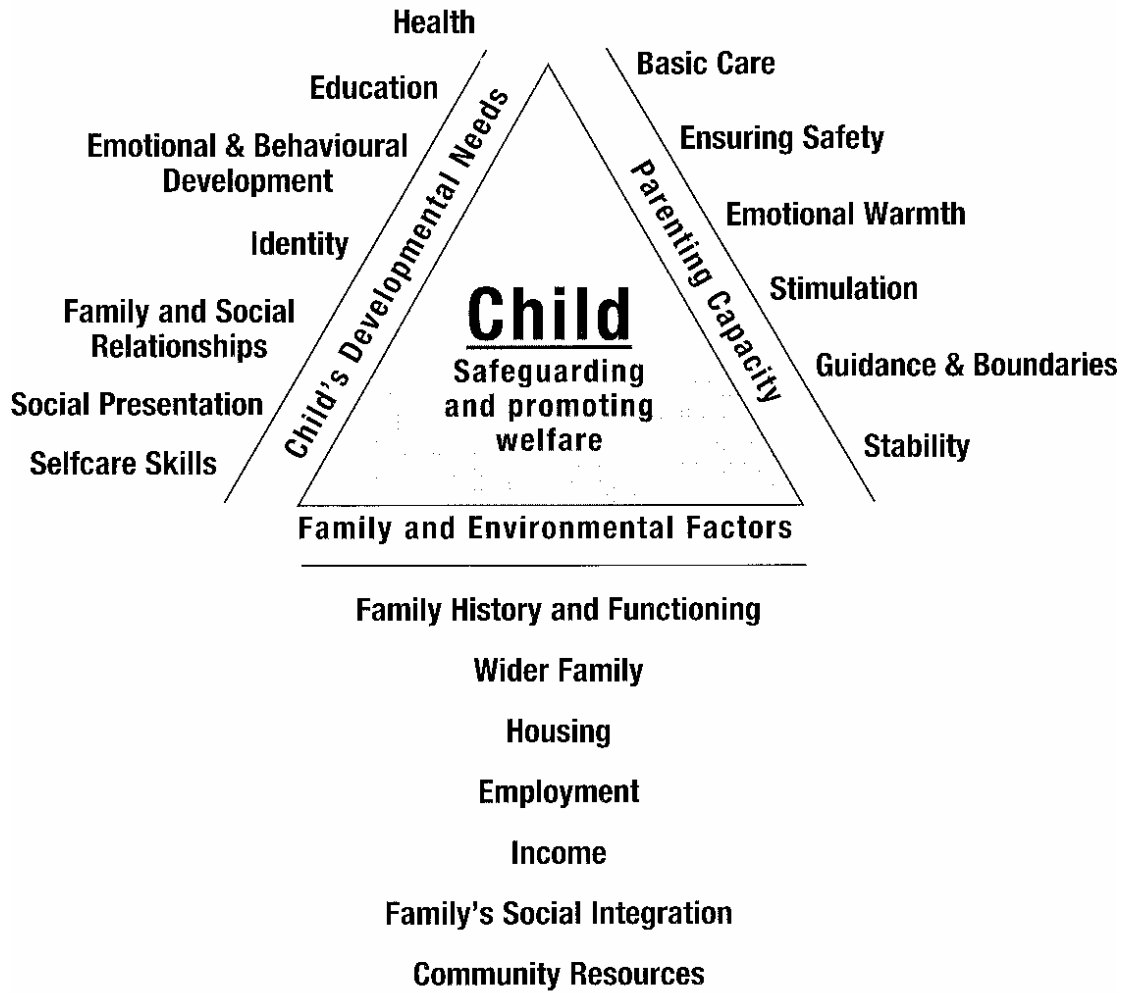 Health
Education
Emotional & Behavioural
Development
Identity
Family and Social
Relationships
Social Presentation
Selfcare Skills
Child's Developmental Needs
Child
Safeguarding
and promoting
welfare
Parenting Capacity
Basic Care
Ensuring Safety
Emotional Warmth
Stimulation
Guidance & Boundaries
Stability
Family and Environmental Factors
Family History and Functioning
Wider Family
Housing
Employment
Income
Family's Social Integration
Community Resources